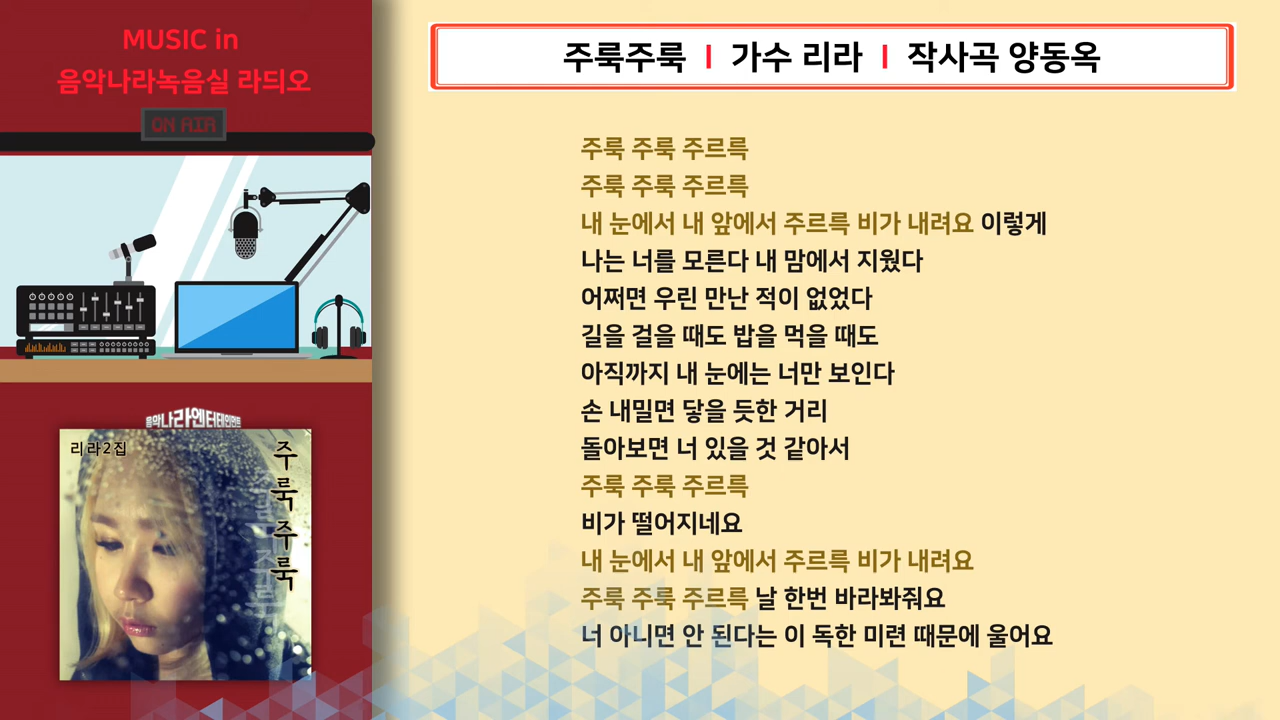 MUSIC in
음악나라녹음실 라듸오
ON AIR
주룩주룩 I 가수 리라 I 작사곡 양동옥
주룩 주룩 주르륵
주룩 주룩 주르륵
내 눈에서 내 앞에서 주르륵 비가 내려요 이렇게
나는 너를 모른다 내 맘에서 지웠다
어쩌면 우린 만난 적이 없었다
길을 걸을 때도 밥을 먹을 때도
아직까지 내 눈에는 너만 보인다
손 내밀면 닿을 듯한 거리
돌아보면 너 있을 것 같아서
주룩 주룩 주르륵
비가 떨어지네요
내 눈에서 내 앞에서 주르륵 비가 내려요
주룩 주룩 주르륵 날 한번 바라봐줘요
너 아니면 안 된다는 이 독한 미련 때문에 울어요
음악나라엔터테인먼트
리라2집
주룩주룩